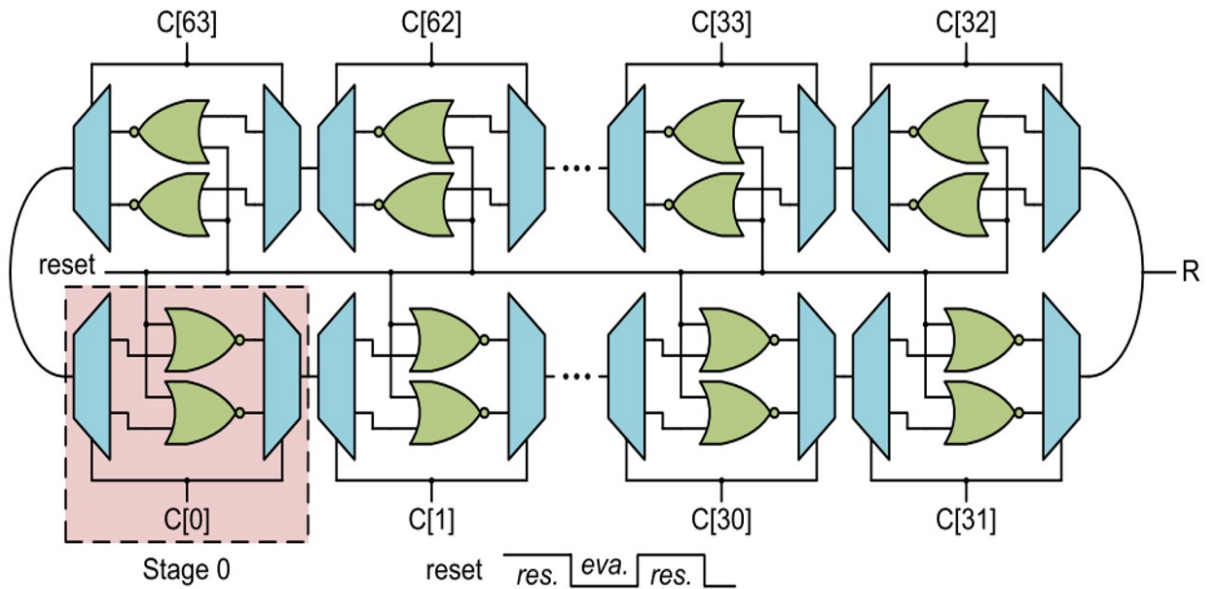 C[63] C[62] C[33] C[32]
reset
R
C[0] C[1] C[30] C[31]
Stage 0
reset res. eva. res.